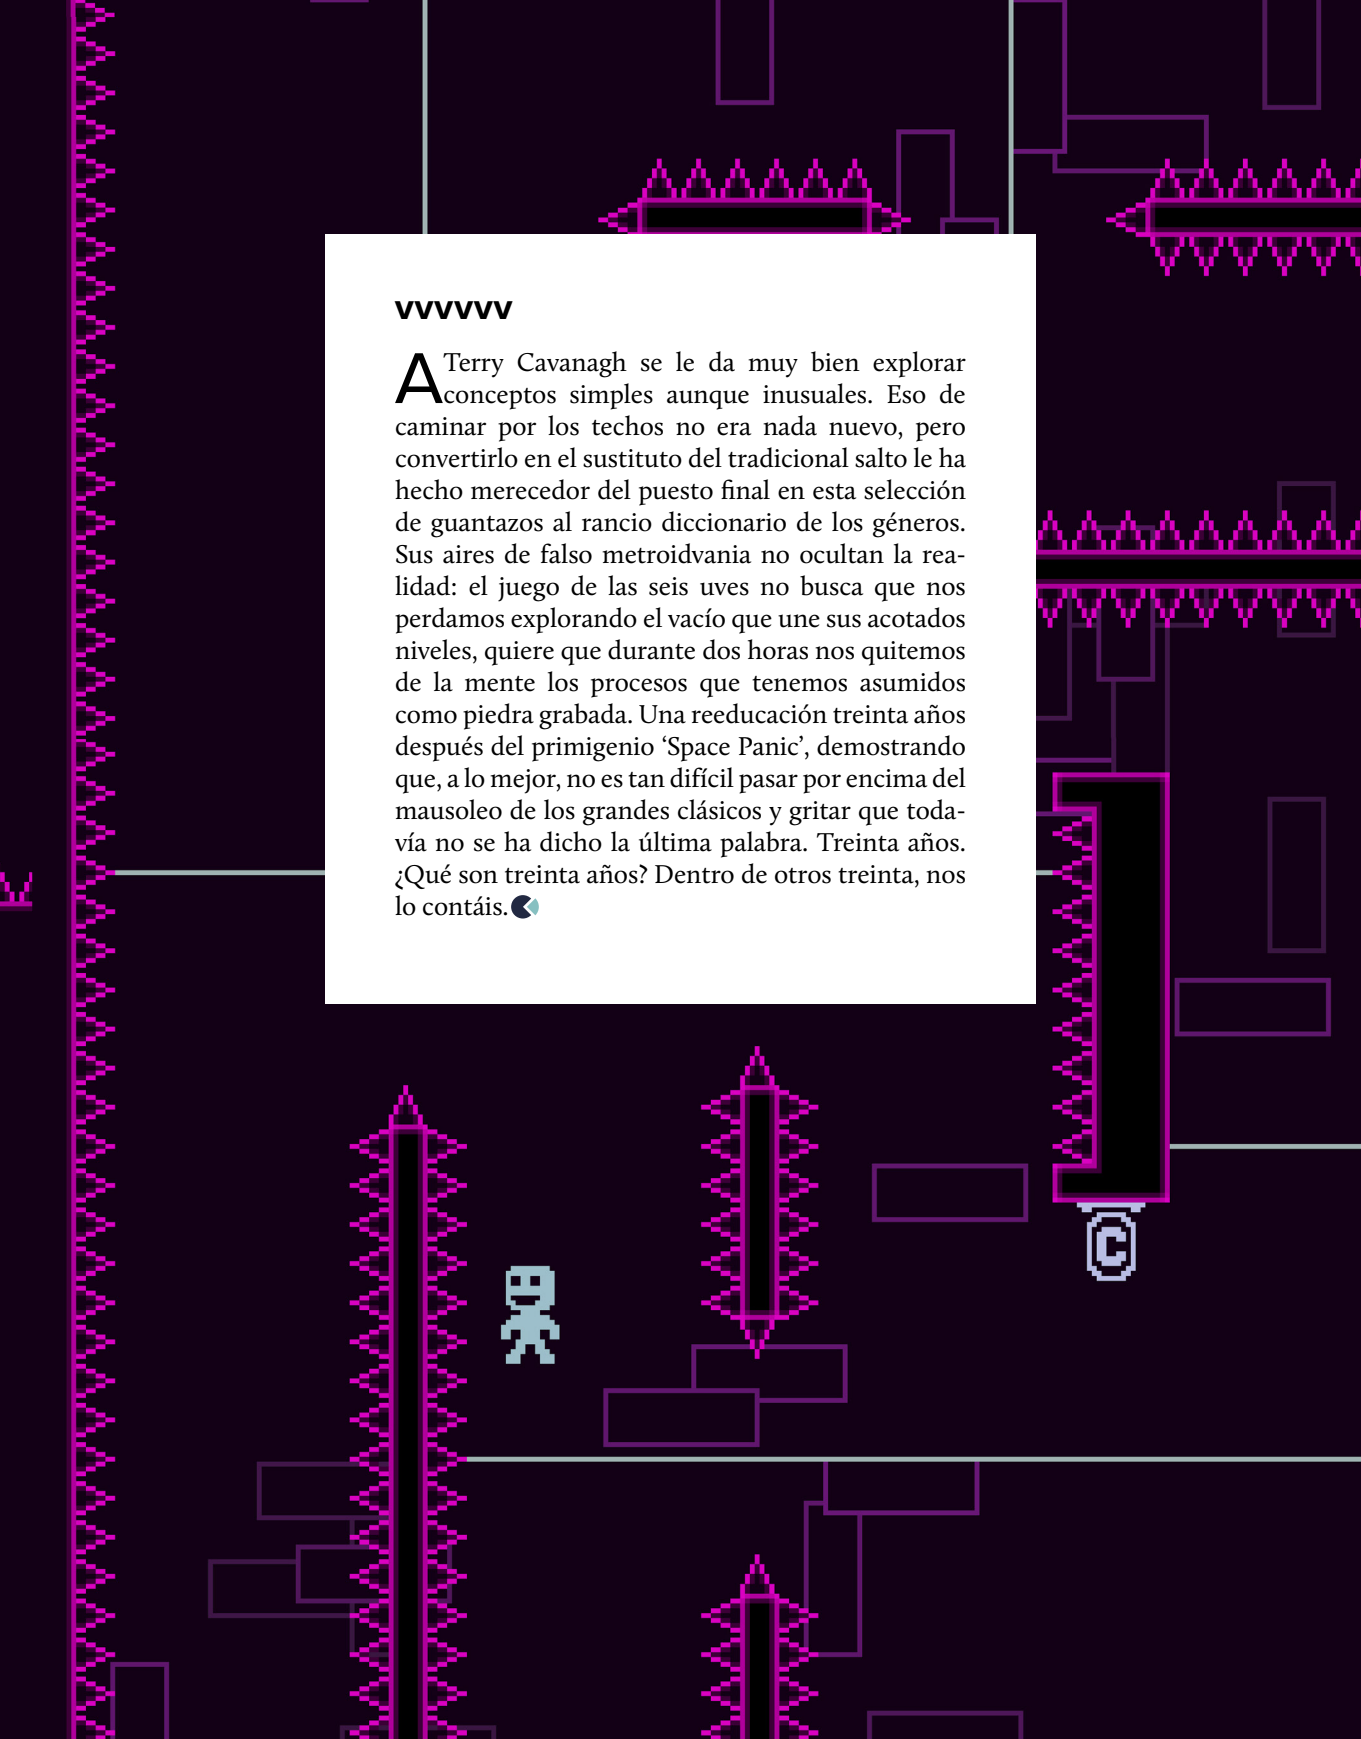 vvvvvv
A Terry Cavanagh se le da muy bien explorar
conceptos simples aunque inusuales. Eso de
caminar por los techos no era nada nuevo, pero
convertirlo en el sustituto del tradicional salto le ha
hecho merecedor del puesto final en esta selección
de guantazos al rancio diccionario de los géneros.
Sus aires de falso metroidvania no ocultan la rea-
lidad: el juego de las seis uves no busca que nos
perdamos explorando el vacío que une sus acotados
niveles, quiere que durante dos horas nos quitemos
de la mente los procesos que tenemos asumidos
como piedra grabada. Una reeducación treinta años
después del primigenio ‘Space Panic’, demostrando
que, a lo mejor, no es tan difícil pasar por encima del
mausoleo de los grandes clásicos y gritar que toda-
vía no se ha dicho la última palabra. Treinta años.
¿Qué son treinta años? Dentro de otros treinta, nos
lo contáis.
C